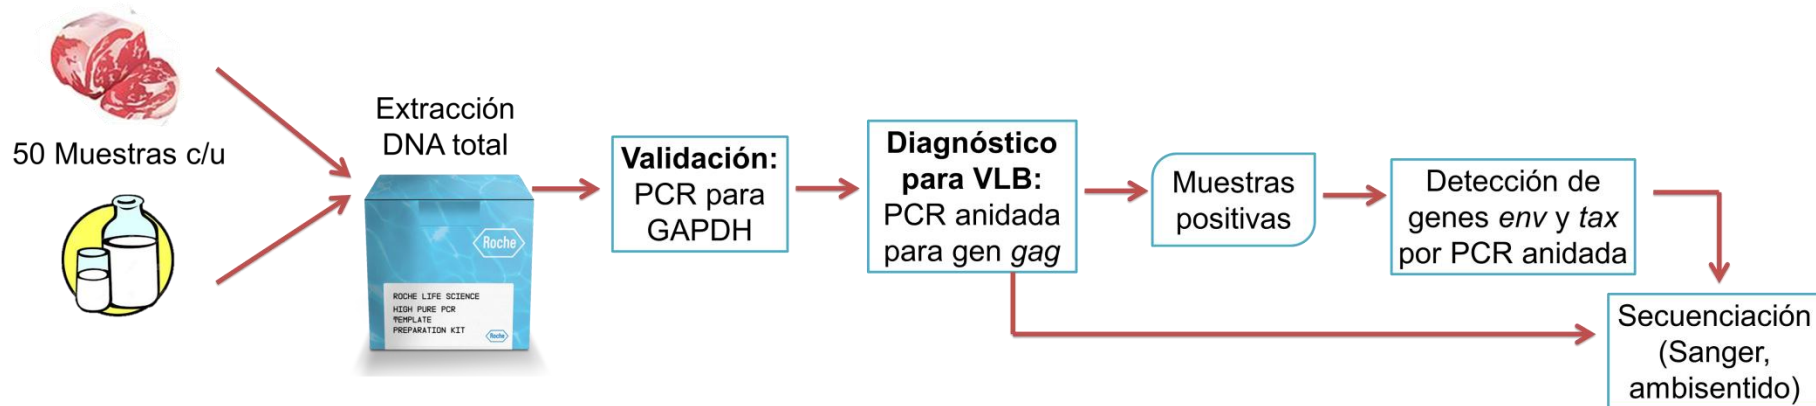 50 Muestras c/u
Extracción
DNA total
Roche
ROCHE LIFE SCIENCE
HIGH PURE PCR
TEMPLATE
PREPARATION KIT
Roche
Validación:
PCR para
GAPDH
Diagnóstico
para VLB:
PCR anidada
para gen gag
Muestras
positivas
Detección de
genes env y tax
por PCR anidada
Secuenciación
(Sanger,
ambisentido)